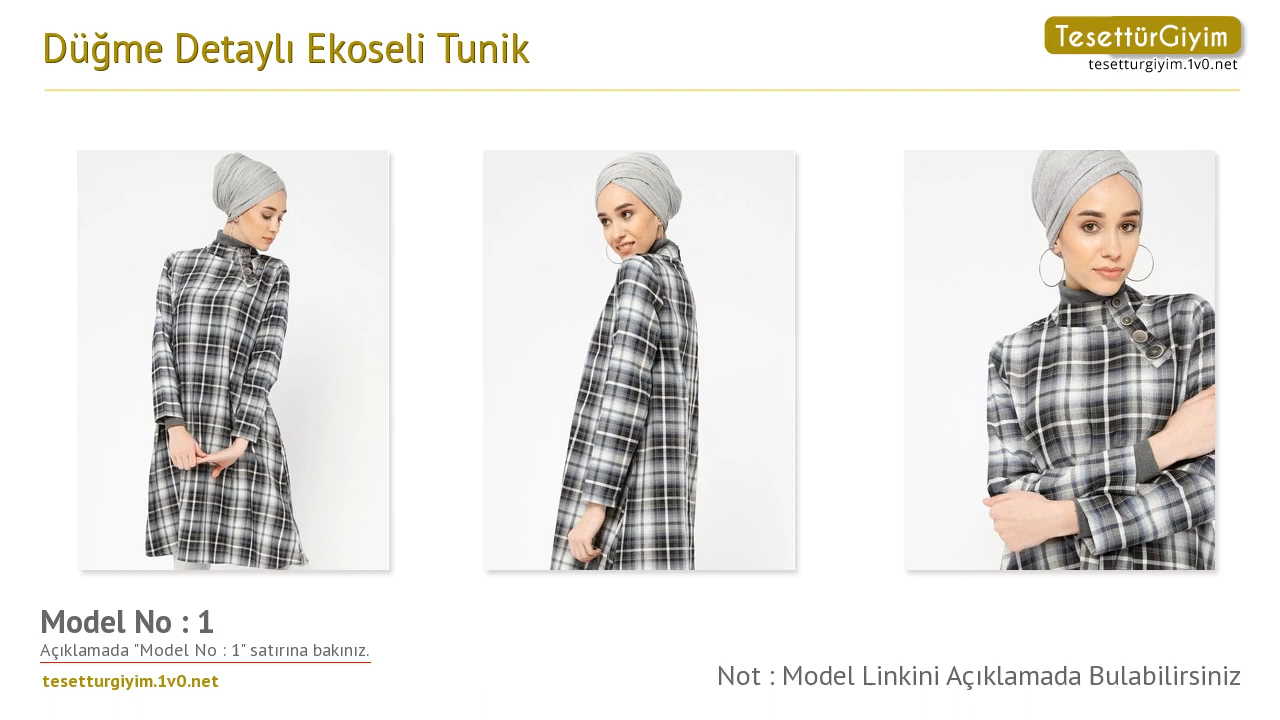 Düğme Detaylı Ekoseli Tunik
TesettürGiyim
tesetturgiyim.1v0.net
Model No : 1
Açıklamada "Model No : 1" satırına bakınız.
tesetturgiyim.1v0.net
Not : Model Linkini Açıklamada Bulabilirsiniz